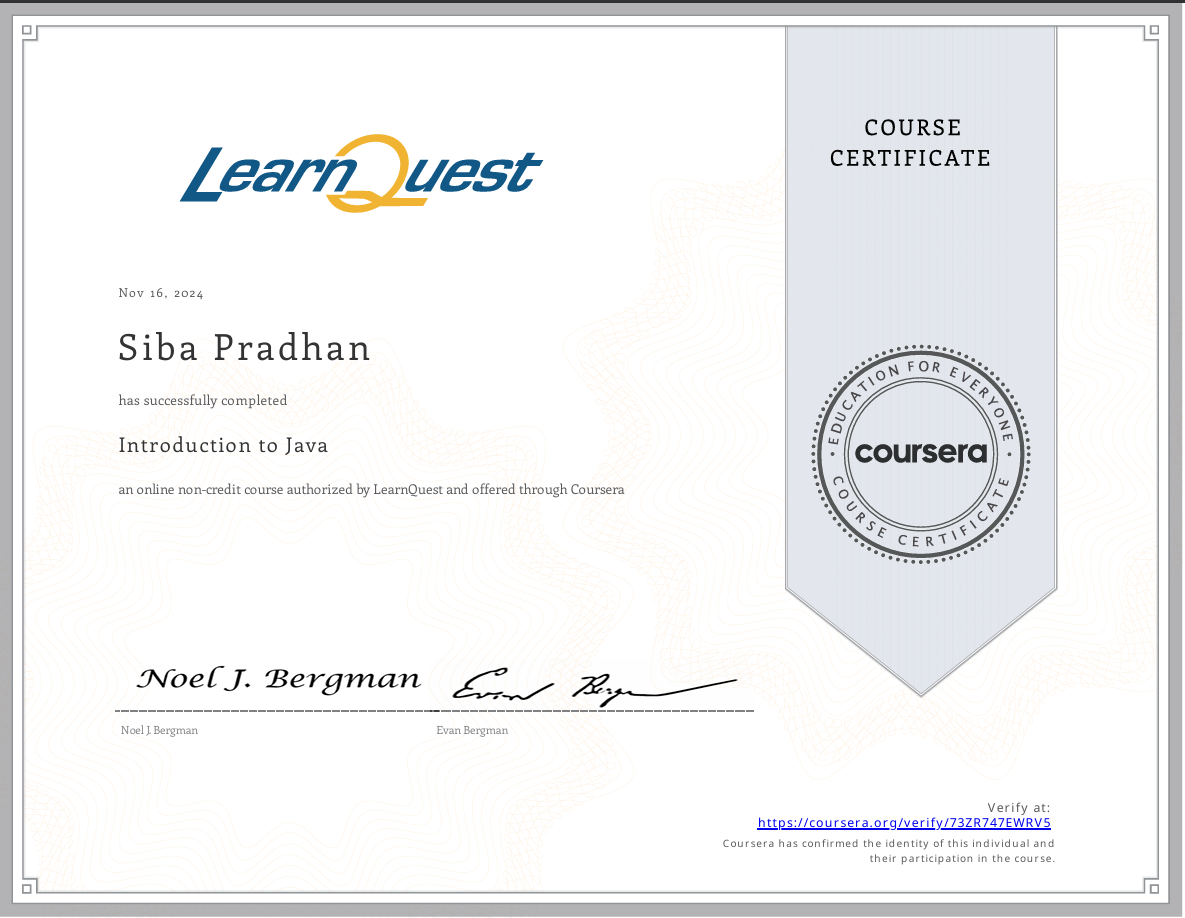 LearnQuest
COURSE
CERTIFICATE
Nov 16, 2024
Siba Pradhan
has successfully completed
Introduction to Java
an online non-credit course authorized by LearnQuest and offered through Coursera
• EDUCATION FOR EVERYONE •
coursera
COURSE CERTIFICATE
Noel J. Bergman
Evan Bergman
Noel J. Bergman
Evan Bergman
Verify at:
https://coursera.org/verify/73ZR747EWRV5
Coursera has confirmed the identity of this individual and
their participation in the course.